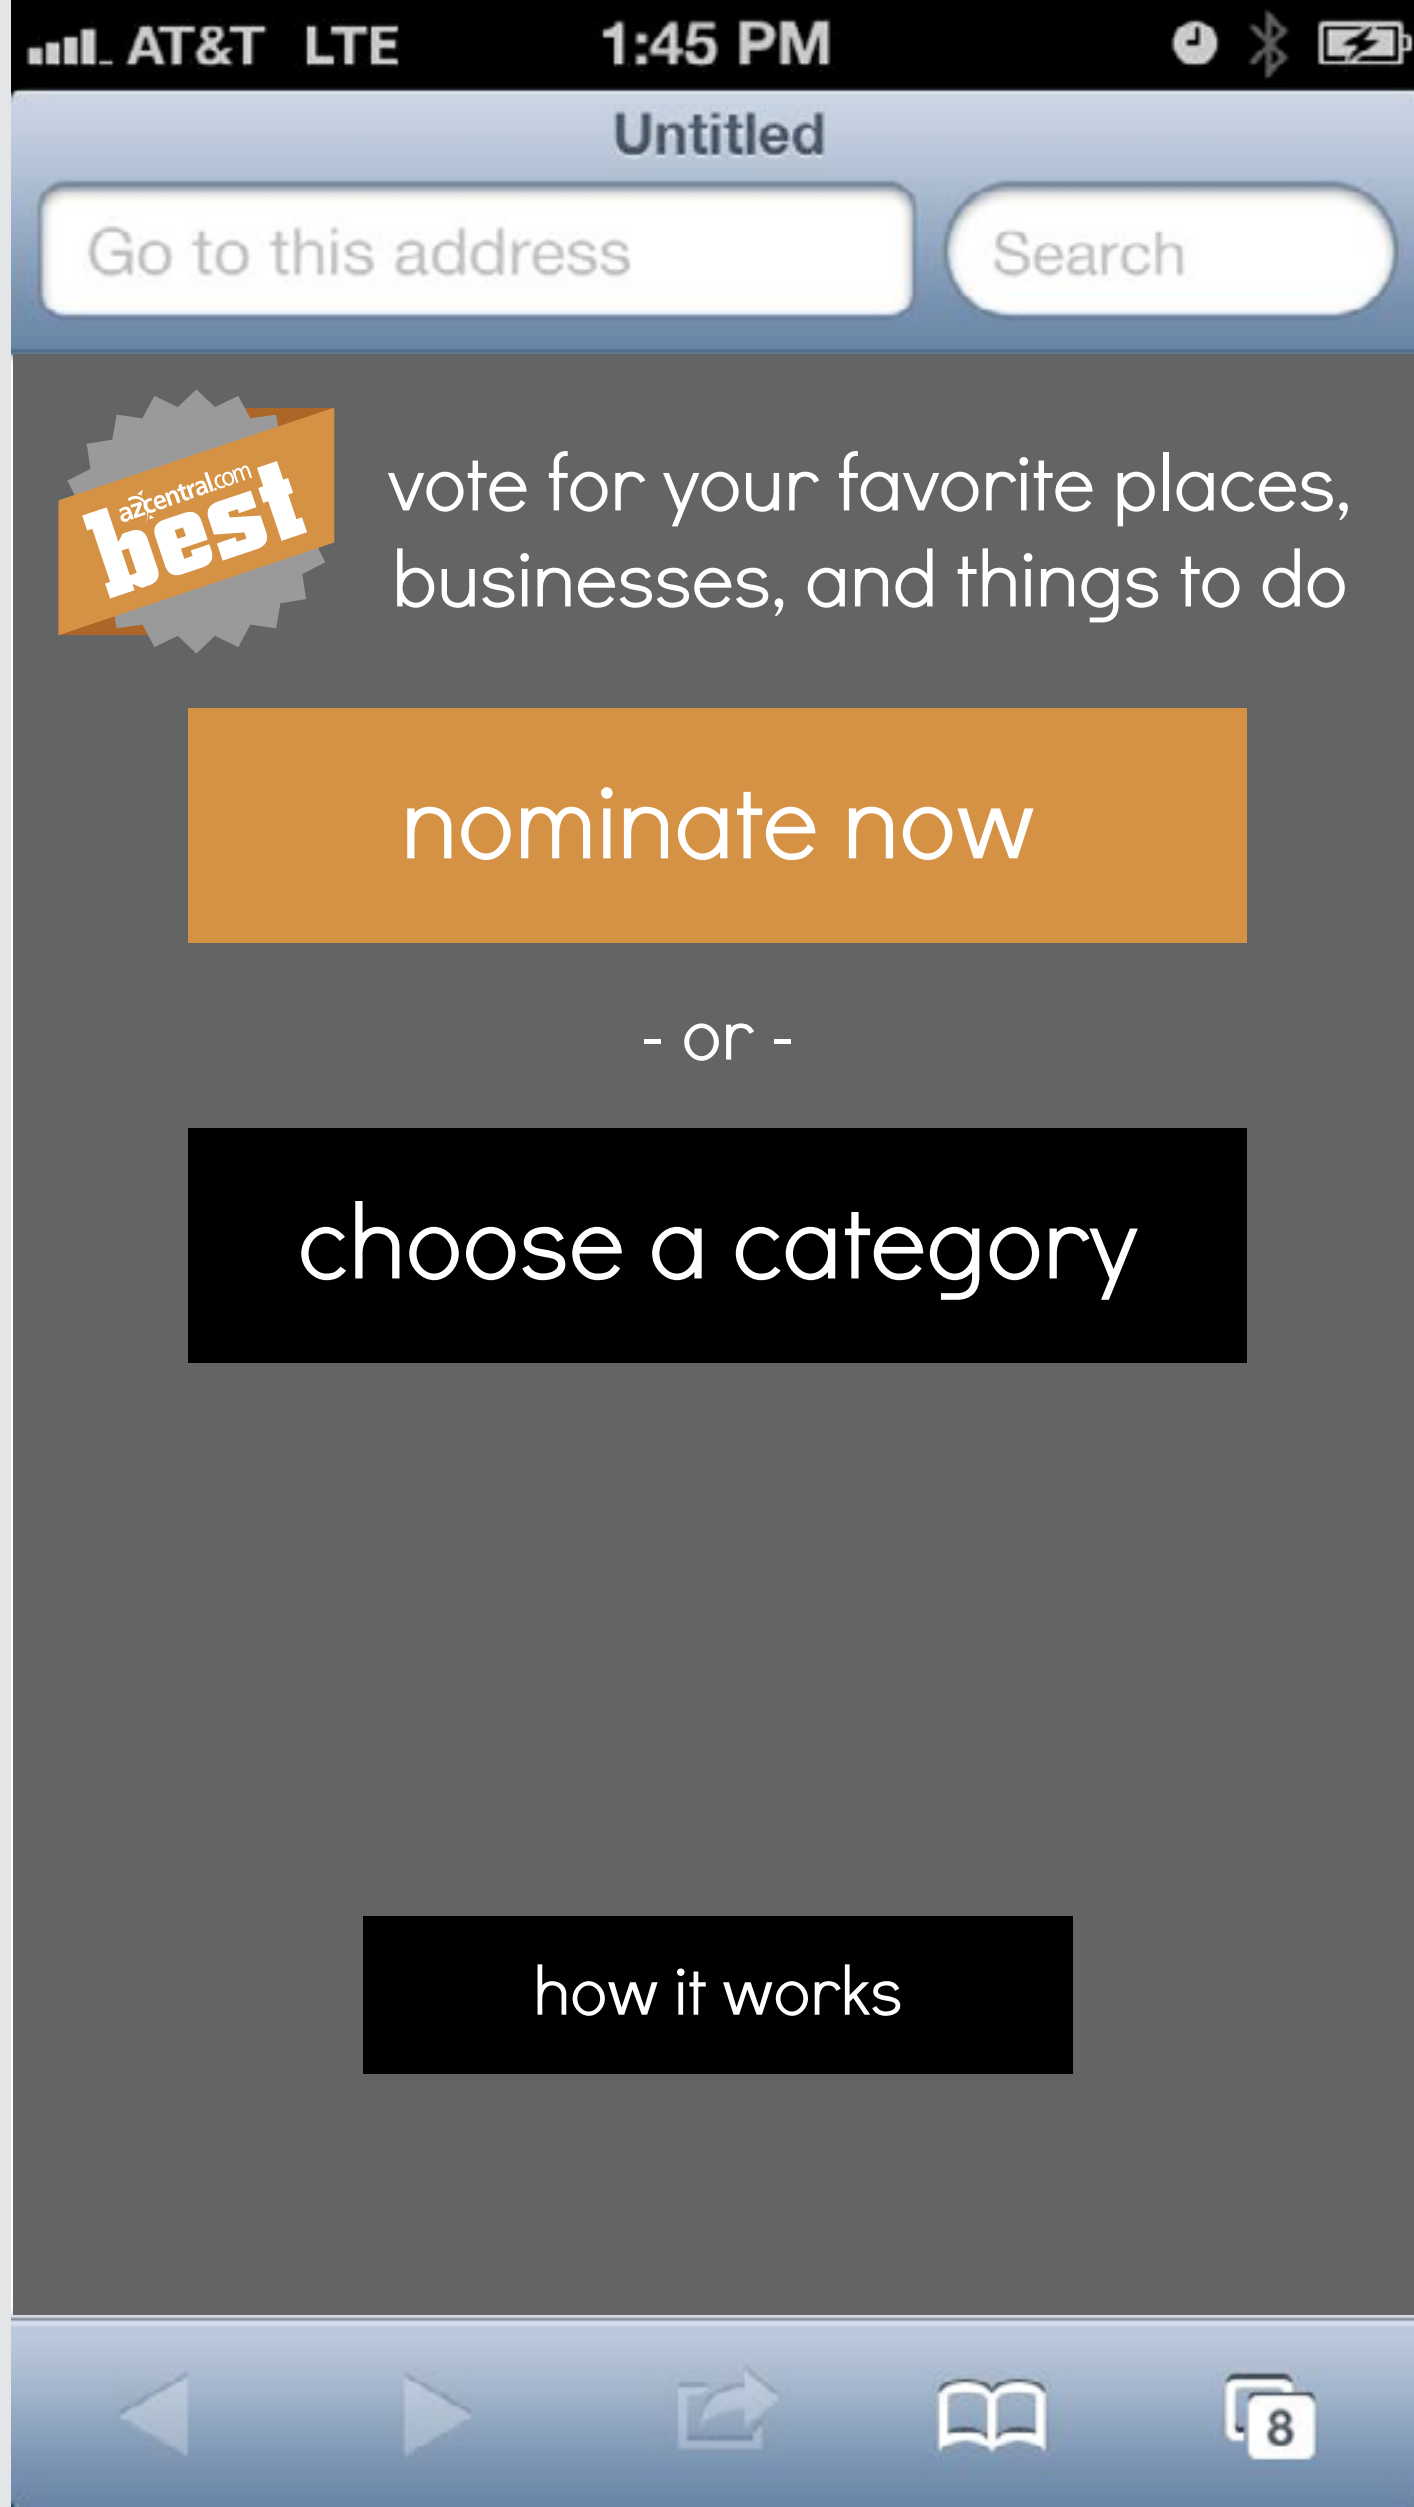 AT&T LTE 1:45 PM
Untitled
Go to this address Search
azcentral.com
best
vote for your favorite places,
businesses, and things to do
nominate now
- or -
choose a category
how it works
8